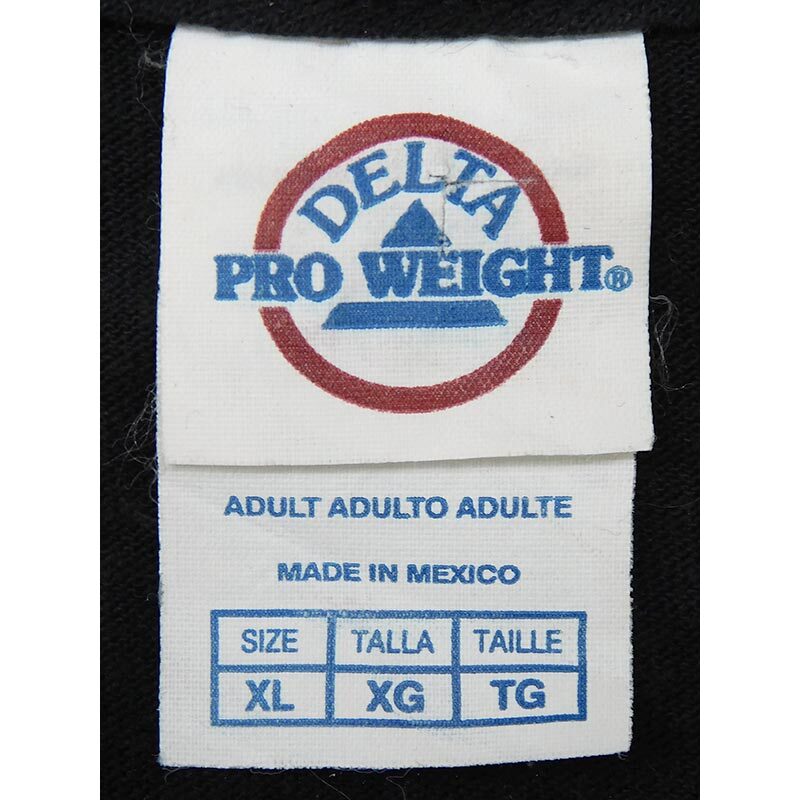 DELTA
PRO WEIGHT®
ADULT ADULTO ADULTE
MADE IN MEXICO
SIZE TALLA TAILLE
XL XG TG